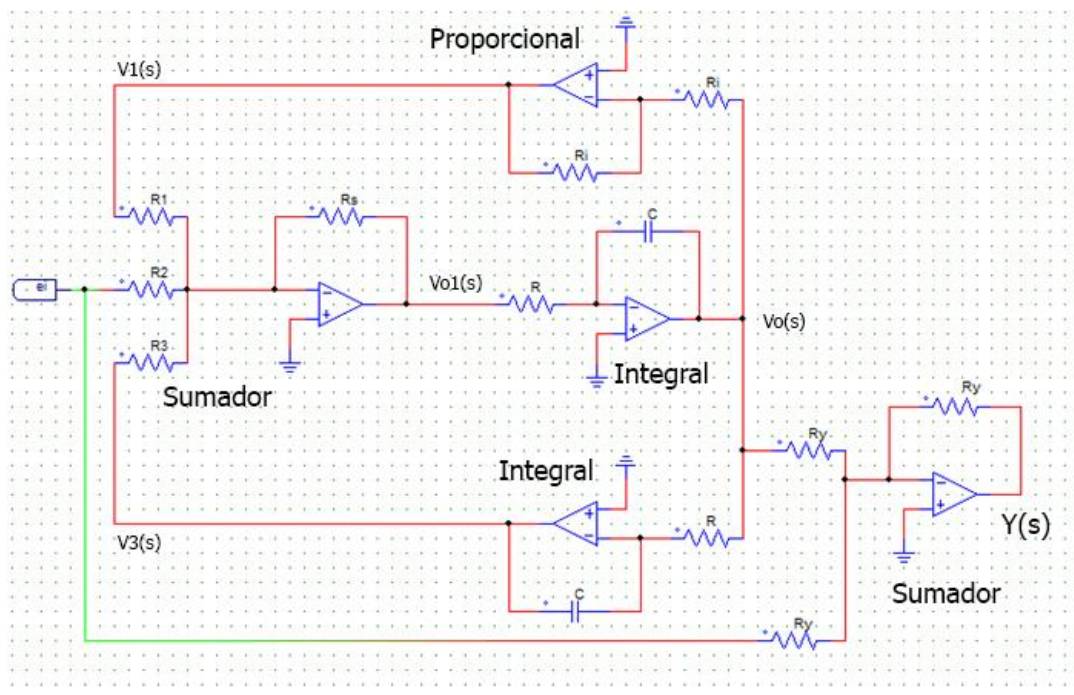 Proporcional
V1(s)
Ri
Ri
R1
Rs
C
R2
ei
Vo1(s)
R
Vo(s)
R3
Integral
Sumador
Ry
Ry
Integral
R
Y(s)
V3(s)
C
Sumador
Ry